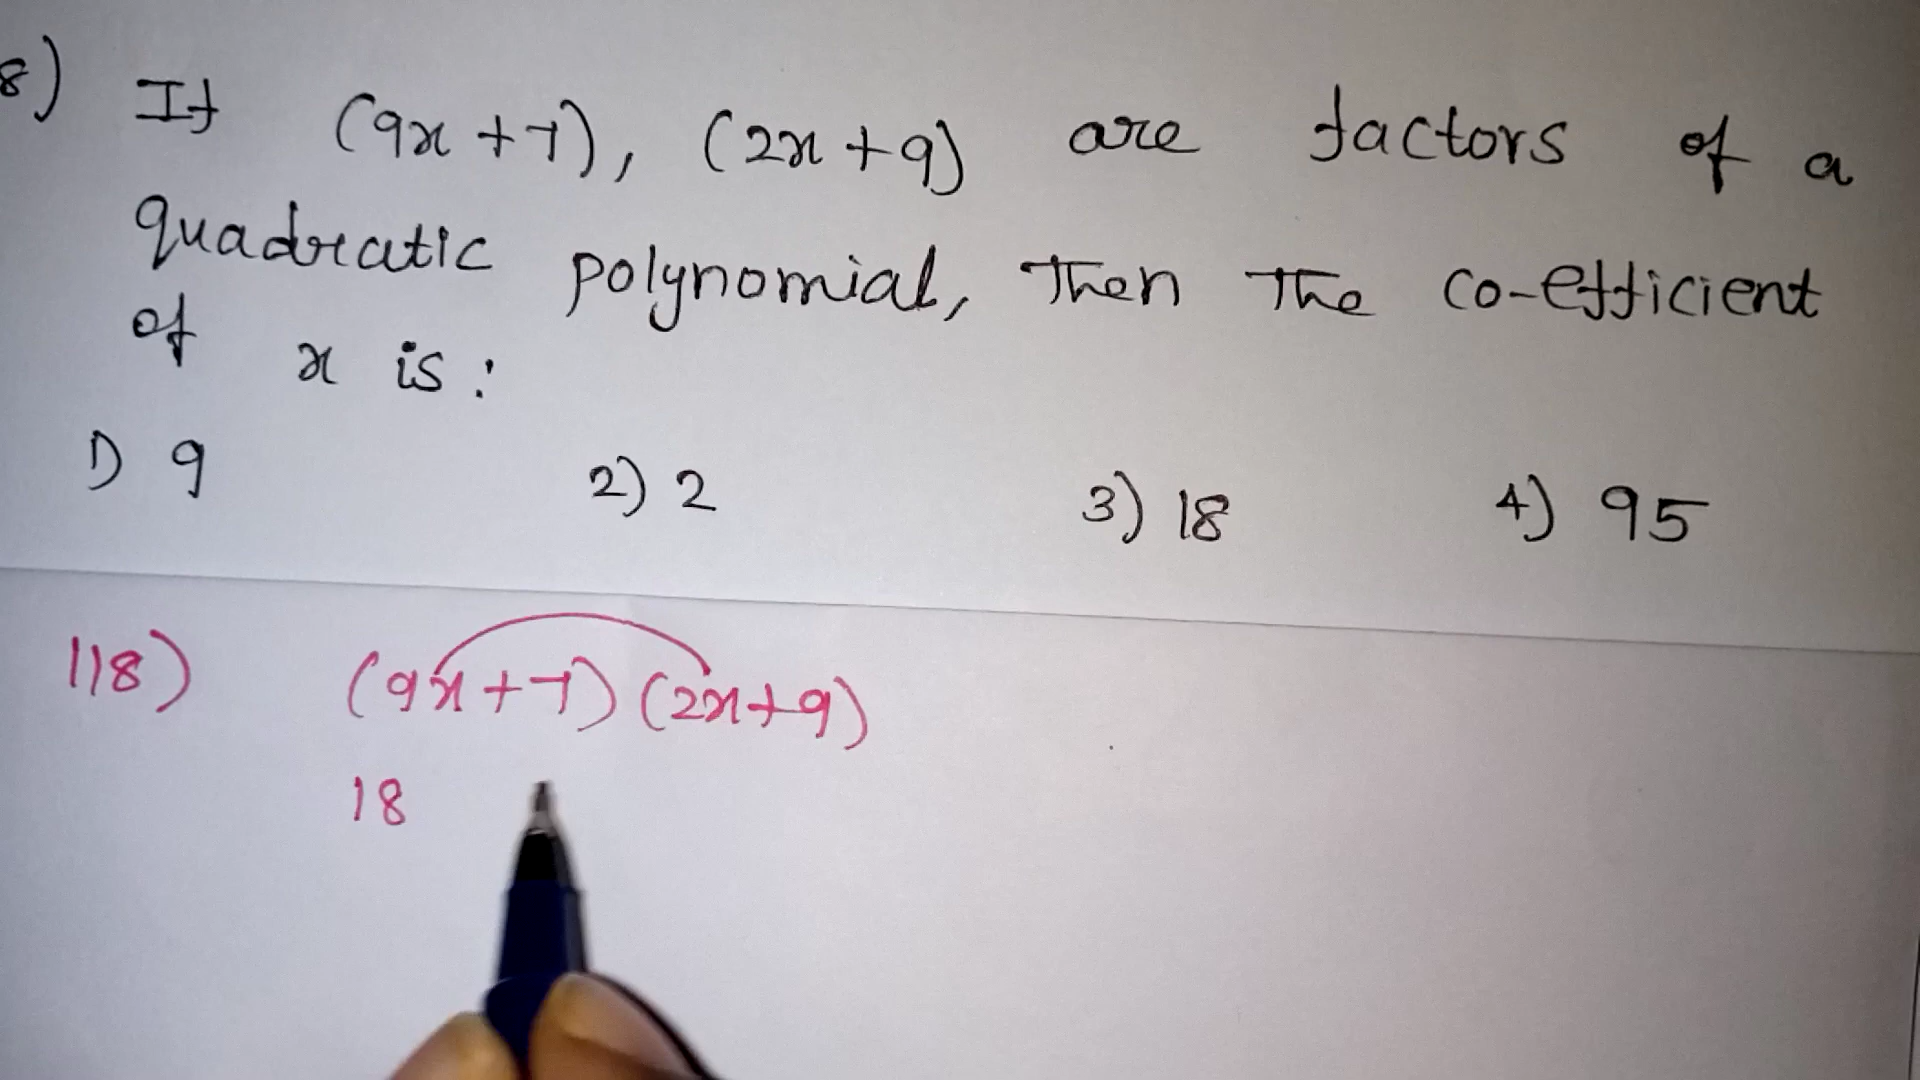 8) If (9x+7), (2x+9) are factors of a
quadratic polynomial, then the co-efficient
of x is:
1) 9 2) 2 3) 18 4) 95
118) (9x+7)(2x+9)
18